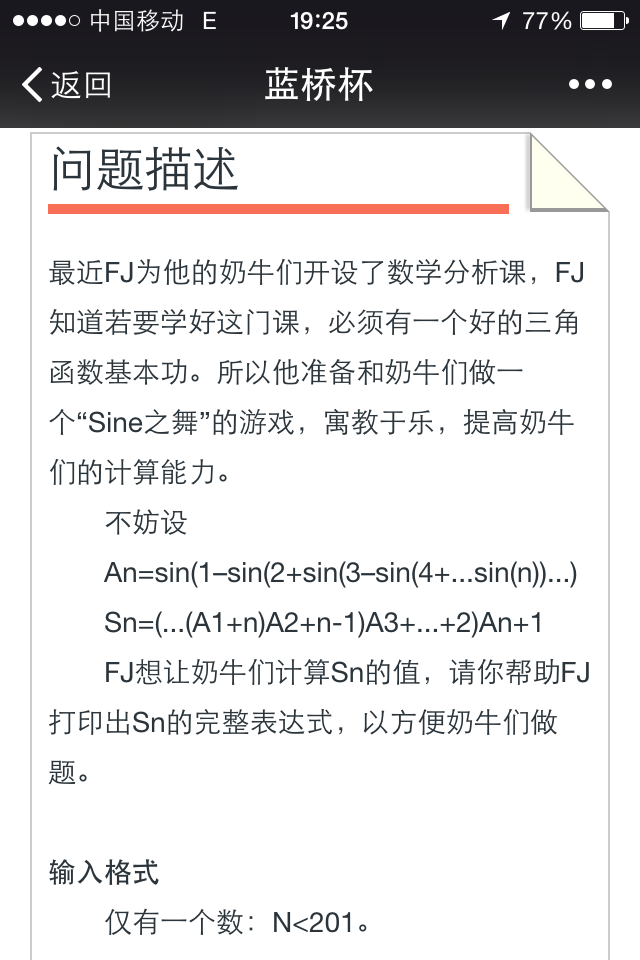 中国移动 E 19:25 77%
返回 蓝桥杯
问题描述
最近FJ为他的奶牛们开设了数学分析课，FJ
知道若要学好这门课，必须有一个好的三角
函数基本功。所以他准备和奶牛们做一
个“Sine之舞”的游戏，寓教于乐，提高奶牛
们的计算能力。
不妨设
An=sin(1–sin(2+sin(3–sin(4+...sin(n))...)
Sn=(...(A1+n)A2+n-1)A3+...+2)An+1
FJ想让奶牛们计算Sn的值，请你帮助FJ
打印出Sn的完整表达式，以方便奶牛们做
题。
输入格式
仅有一个数：N<201。